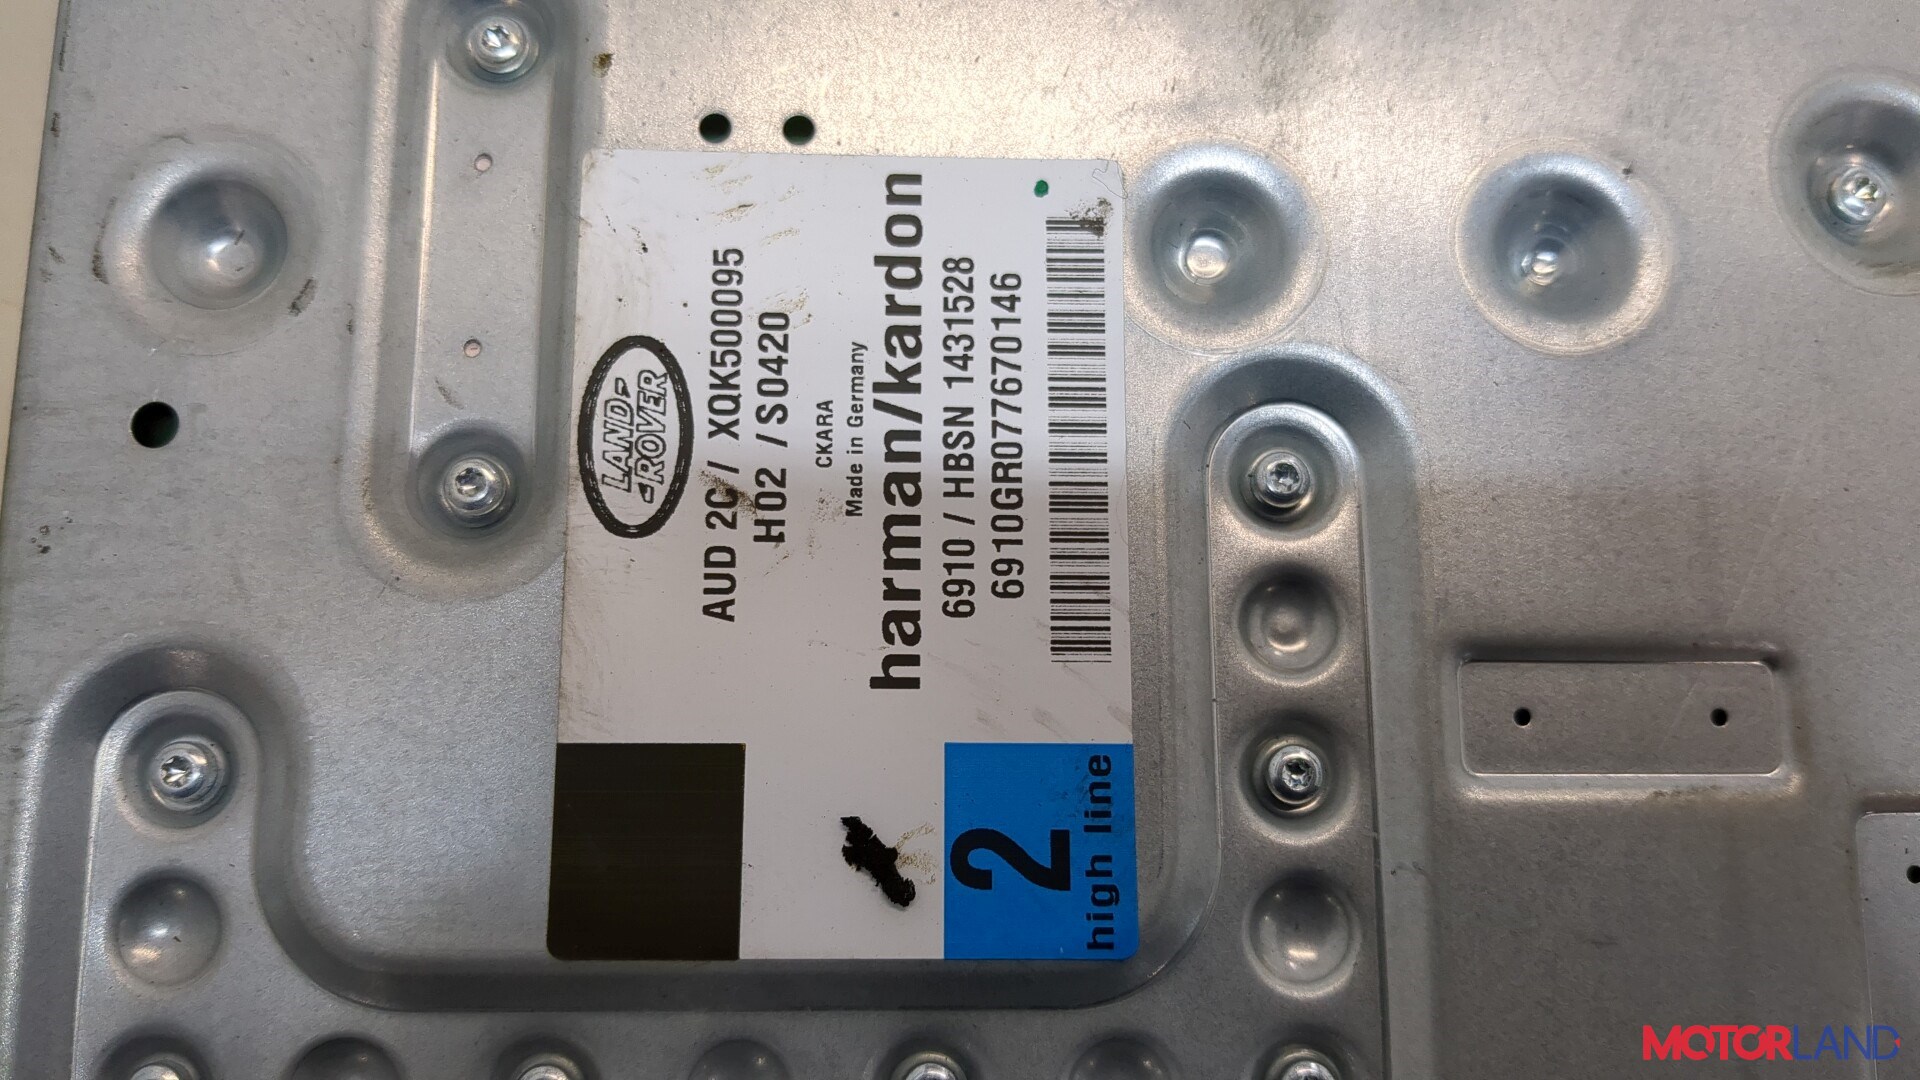 LAND-
-ROVER
AUD 2C / XQK500095
H02 / S0420
CKARA
Made in Germany
harman/kardon
6910 / HBSN 1431528
6910GR077670146
2
high line
MOTORLAND